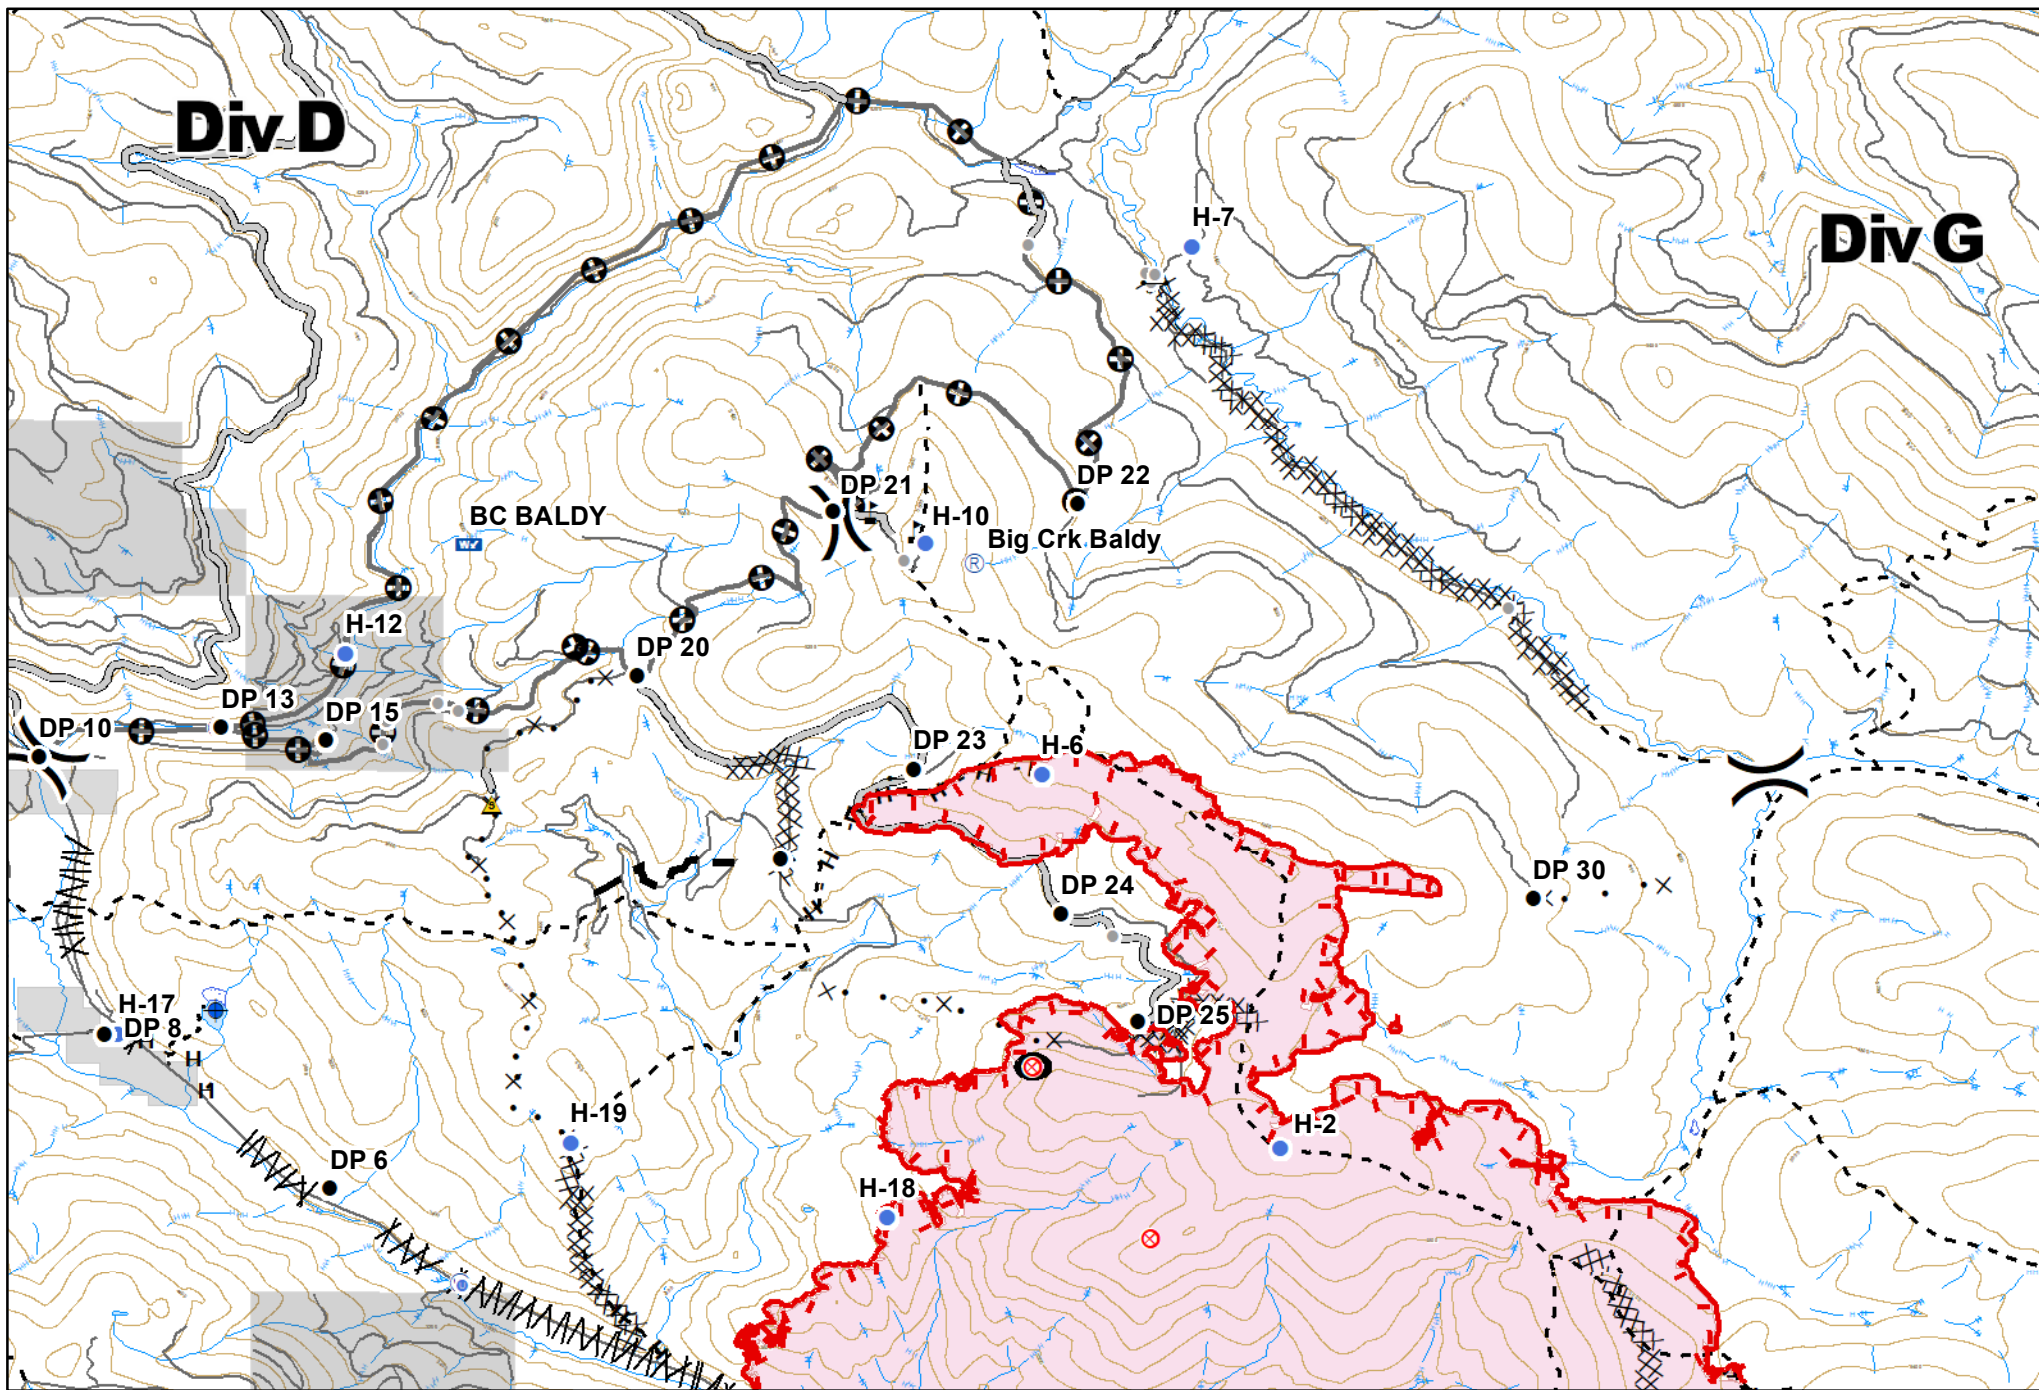 Div D
H-7
Div G
DP 22
DP 21
BC BALDY
H-10
Big Crk Baldy
R
H-12
DP 20
DP 13
DP 15
DP 10
DP 23
H-6
DP 30
DP 24
H-17
DP 8
DP 25
H
H
H-19
H-2
DP 6
H-18